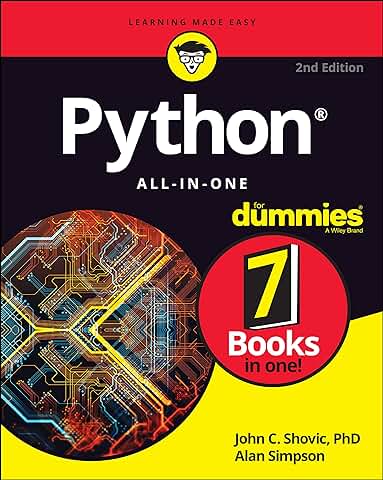 LEARNING MADE EASY
2nd Edition
Python®
ALL-IN-ONE
for
dummies®
A Wiley Brand
7
Books
in one!
John C. Shovic, PhD
Alan Simpson